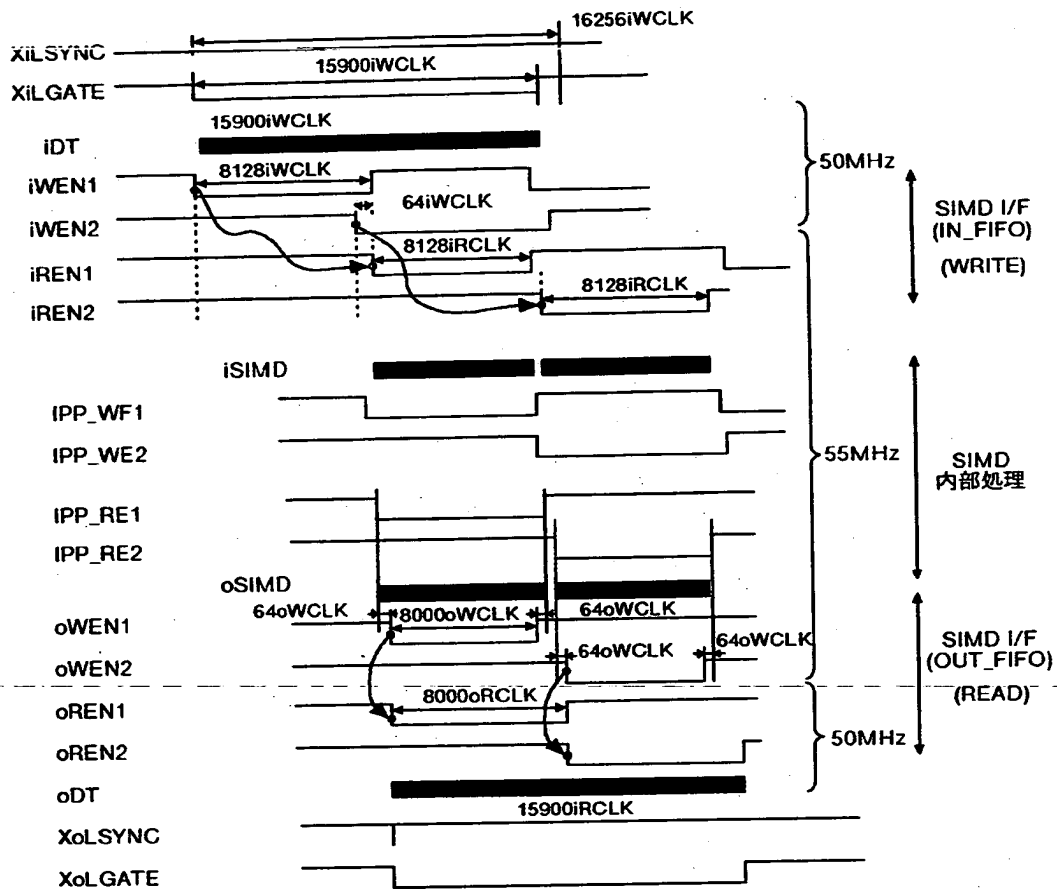 16256iWCLK
XiLSYNC
15900iWCLK
XiLGATE
15900iWCLK
iDT
50MHz
8128iWCLK
iWEN1
64iWCLK
SIMD I/F
(IN_FIFO)
(WRITE)
iWEN2
8128iRCLK
iREN1
8128iRCLK
iREN2
iSIMD
IPP_WF1
IPP_WE2
55MHz
SIMD
内部処理
IPP_RE1
IPP_RE2
oSIMD
64oWCLK
8000oWCLK
64oWCLK
oWEN1
64oWCLK
64oWCLK
SIMD I/F
(OUT_FIFO)
(READ)
oWEN2
8000oRCLK
oREN1
50MHz
oREN2
oDT
15900iRCLK
XoLSYNC
XoLGATE